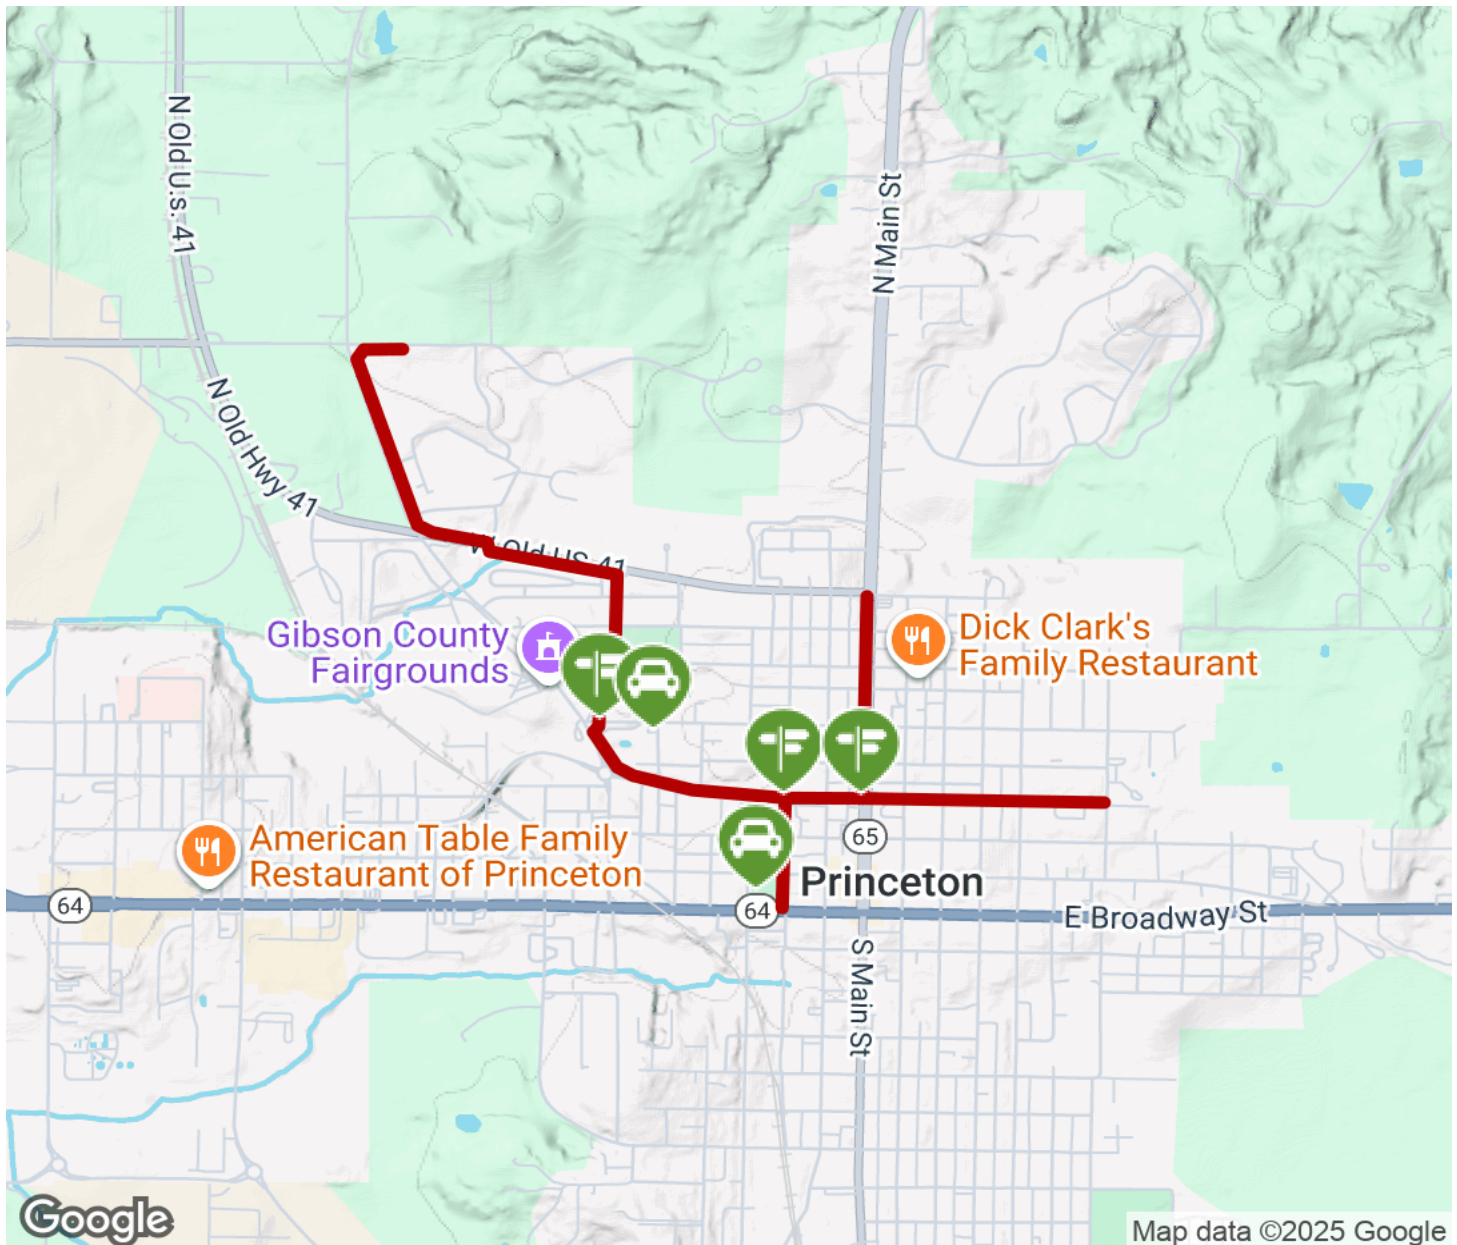 N Old U.s. 41
N Main St
N Old Hwy 41
W Old US 41
Gibson County
Fairgrounds
Dick Clark's
Family Restaurant
65
American Table Family
Restaurant of Princeton
Princeton
64
64
E Broadway St
S Main St
Google
Map data ©2025 Google